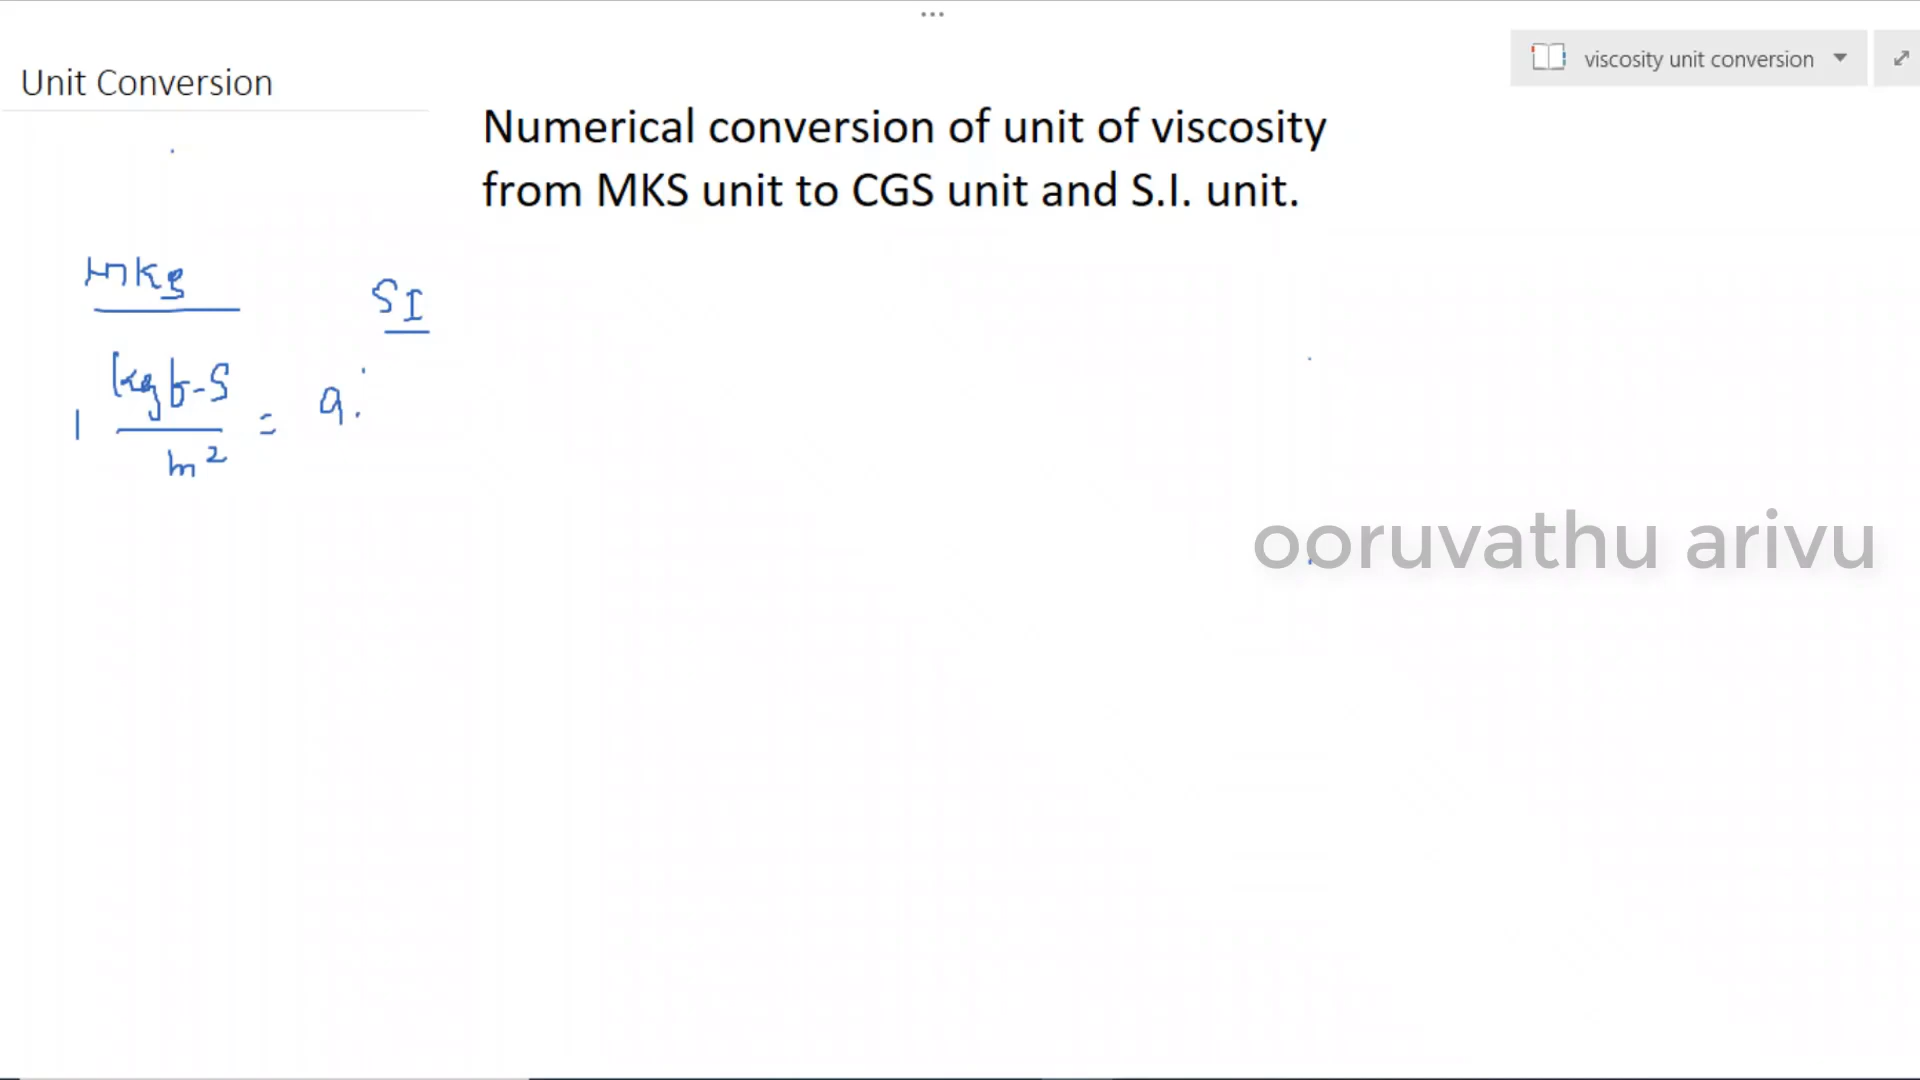 ...
viscosity unit conversion
Unit Conversion
Numerical conversion of unit of viscosity
from MKS unit to CGS unit and S.I. unit.
MKS
SI
1 kgf-S / m² = 9.
ooruvathu arivu